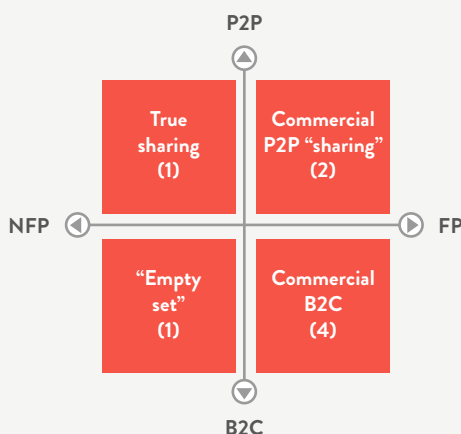 P2P
True
sharing
(1)
Commercial
P2P “sharing”
(2)
NFP
FP
“Empty
set”
(1)
Commercial
B2C
(4)
B2C